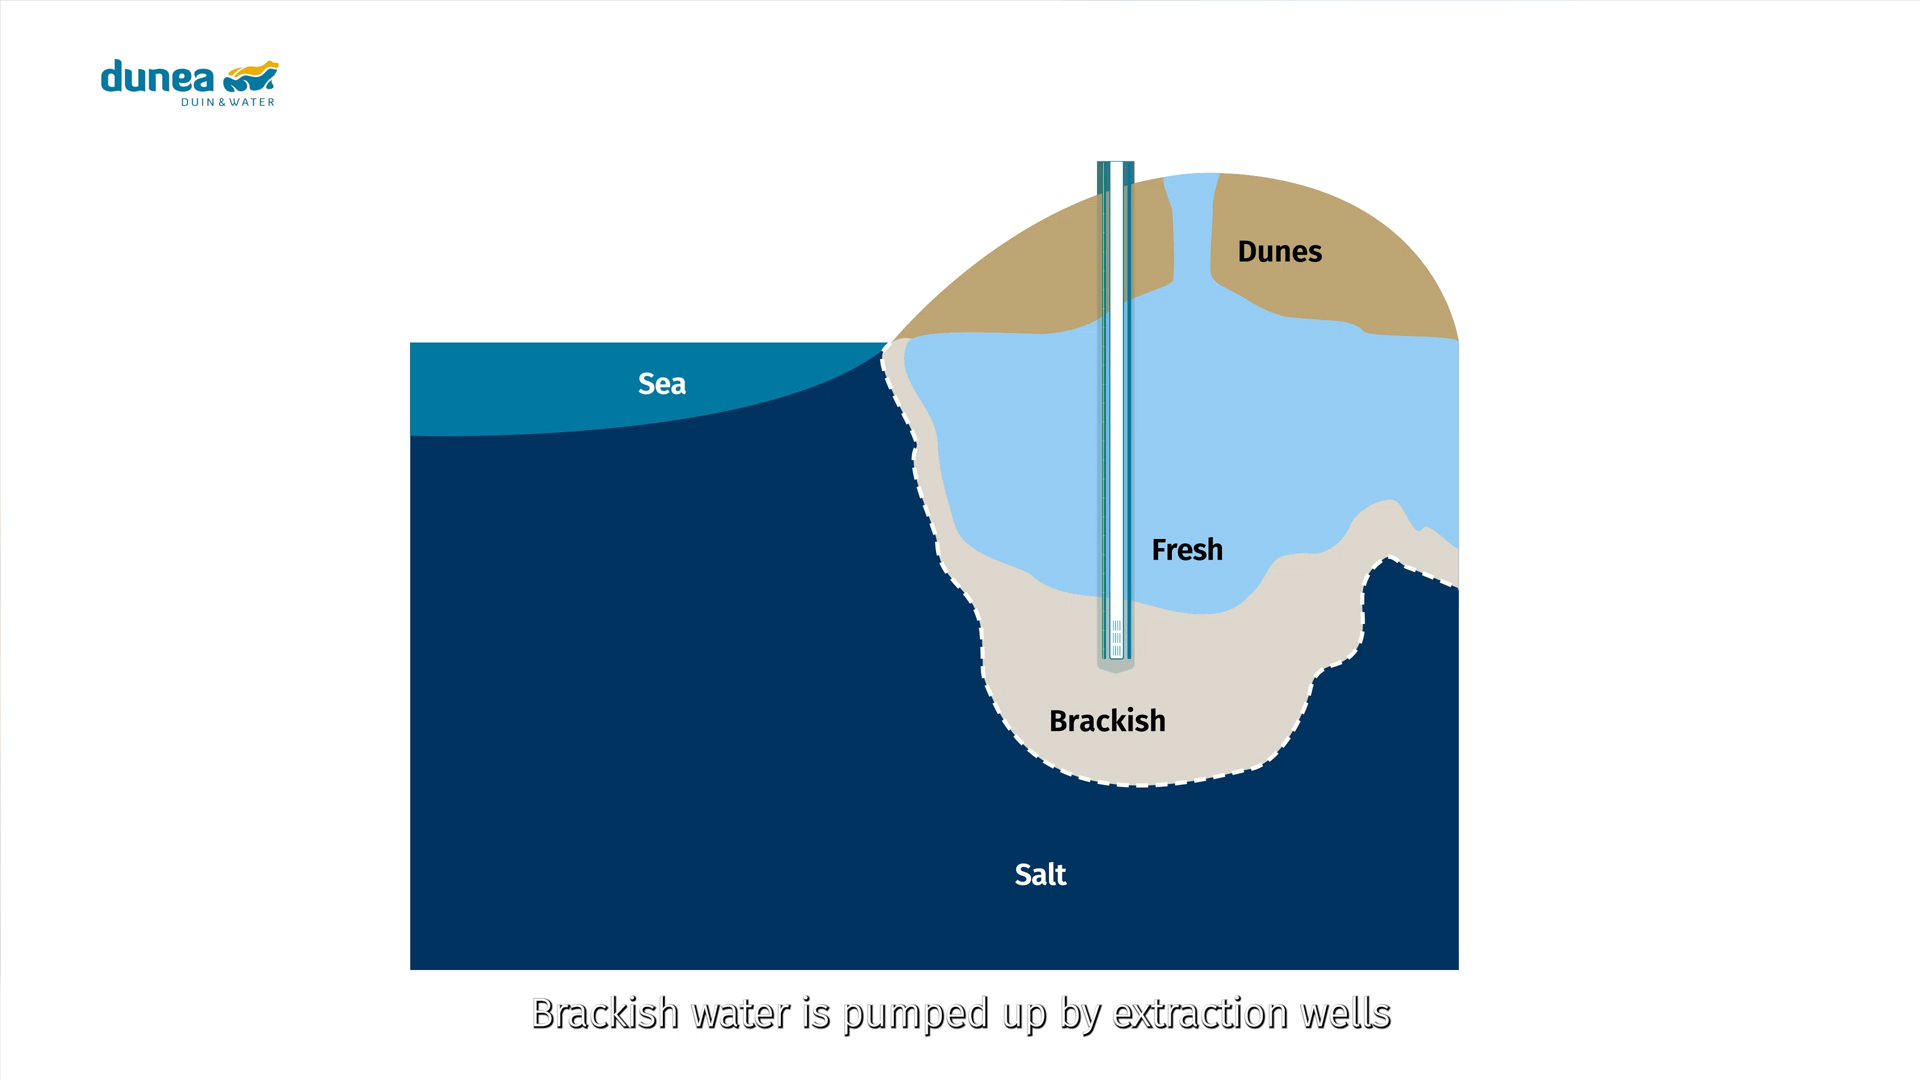 dunea
DUIN & WATER
Dunes
Sea
Fresh
Brackish
Salt
Brackish water is pumped up by extraction wells